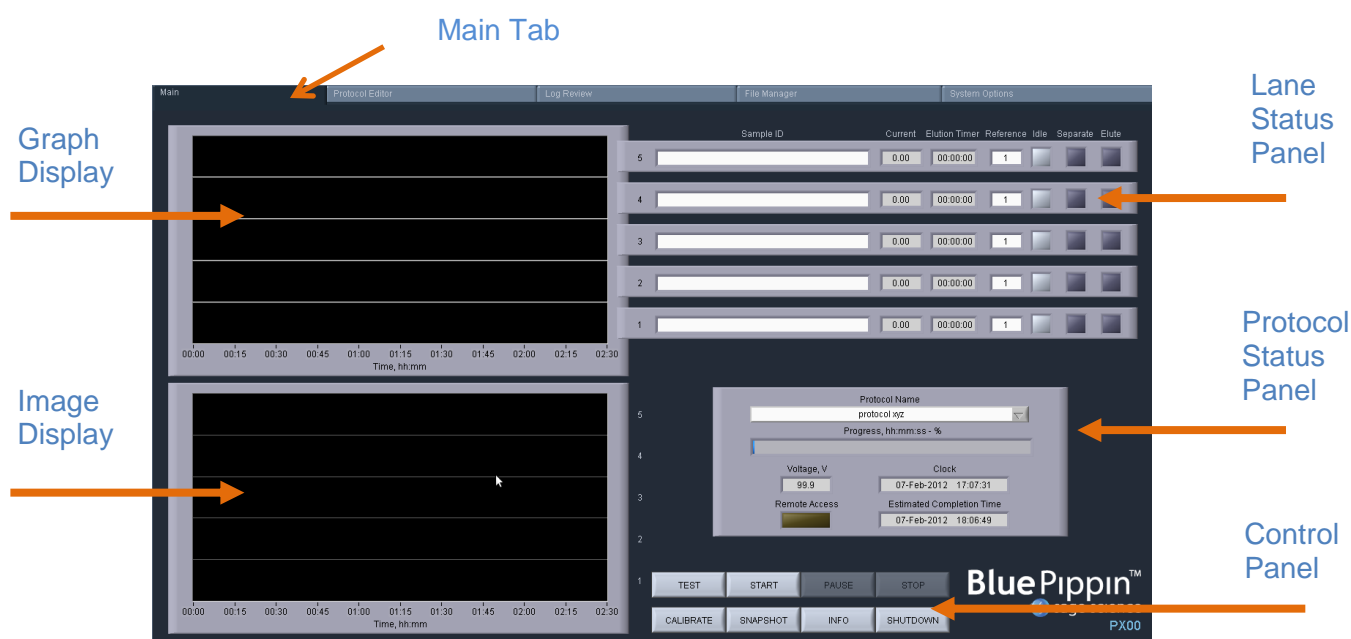 Main Tab
Lane
Status
Panel
Graph
Display
Main
Protocol Editor
Log Review
File Manager
System Options
Sample ID Current Elution Timer Reference Idle Separate Elute
5 0.00 00:00:00 1
4 0.00 00:00:00 1
3 0.00 00:00:00 1
2 0.00 00:00:00 1
1 0.00 00:00:00 1
00:00 00:15 00:30 00:45 01:00 01:15 01:30 01:45 02:00 02:15 02:30
Time, hh:mm
Protocol
Status
Panel
Image
Display
5
4
3
2
1
00:00 00:15 00:30 00:45 01:00 01:15 01:30 01:45 02:00 02:15 02:30
Time, hh:mm
Protocol Name
protocol xyz
Progress, hh:mm:ss - %
Voltage, V Clock
99.9 07-Feb-2012 17:07:31
Remote Access Estimated Completion Time
07-Feb-2012 18:06:49
Control
Panel
TEST START PAUSE STOP
CALIBRATE SNAPSHOT INFO SHUTDOWN
BluePippin™
PX00